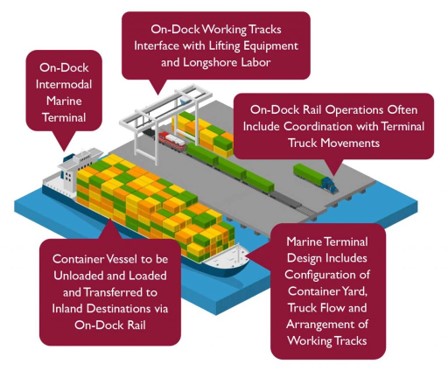 On-Dock Working Tracks
Interface with Lifting Equipment
and Longshore Labor
On-Dock
Intermodal
Marine
Terminal
On-Dock Rail Operations Often
Include Coordination with Terminal
Truck Movements
Container Vessel to be
Unloaded and Loaded
and Transferred to
Inland Destinations via
On-Dock Rail
Marine Terminal
Design Includes
Configuration of
Container Yard,
Truck Flow and
Arrangement of
Working Tracks